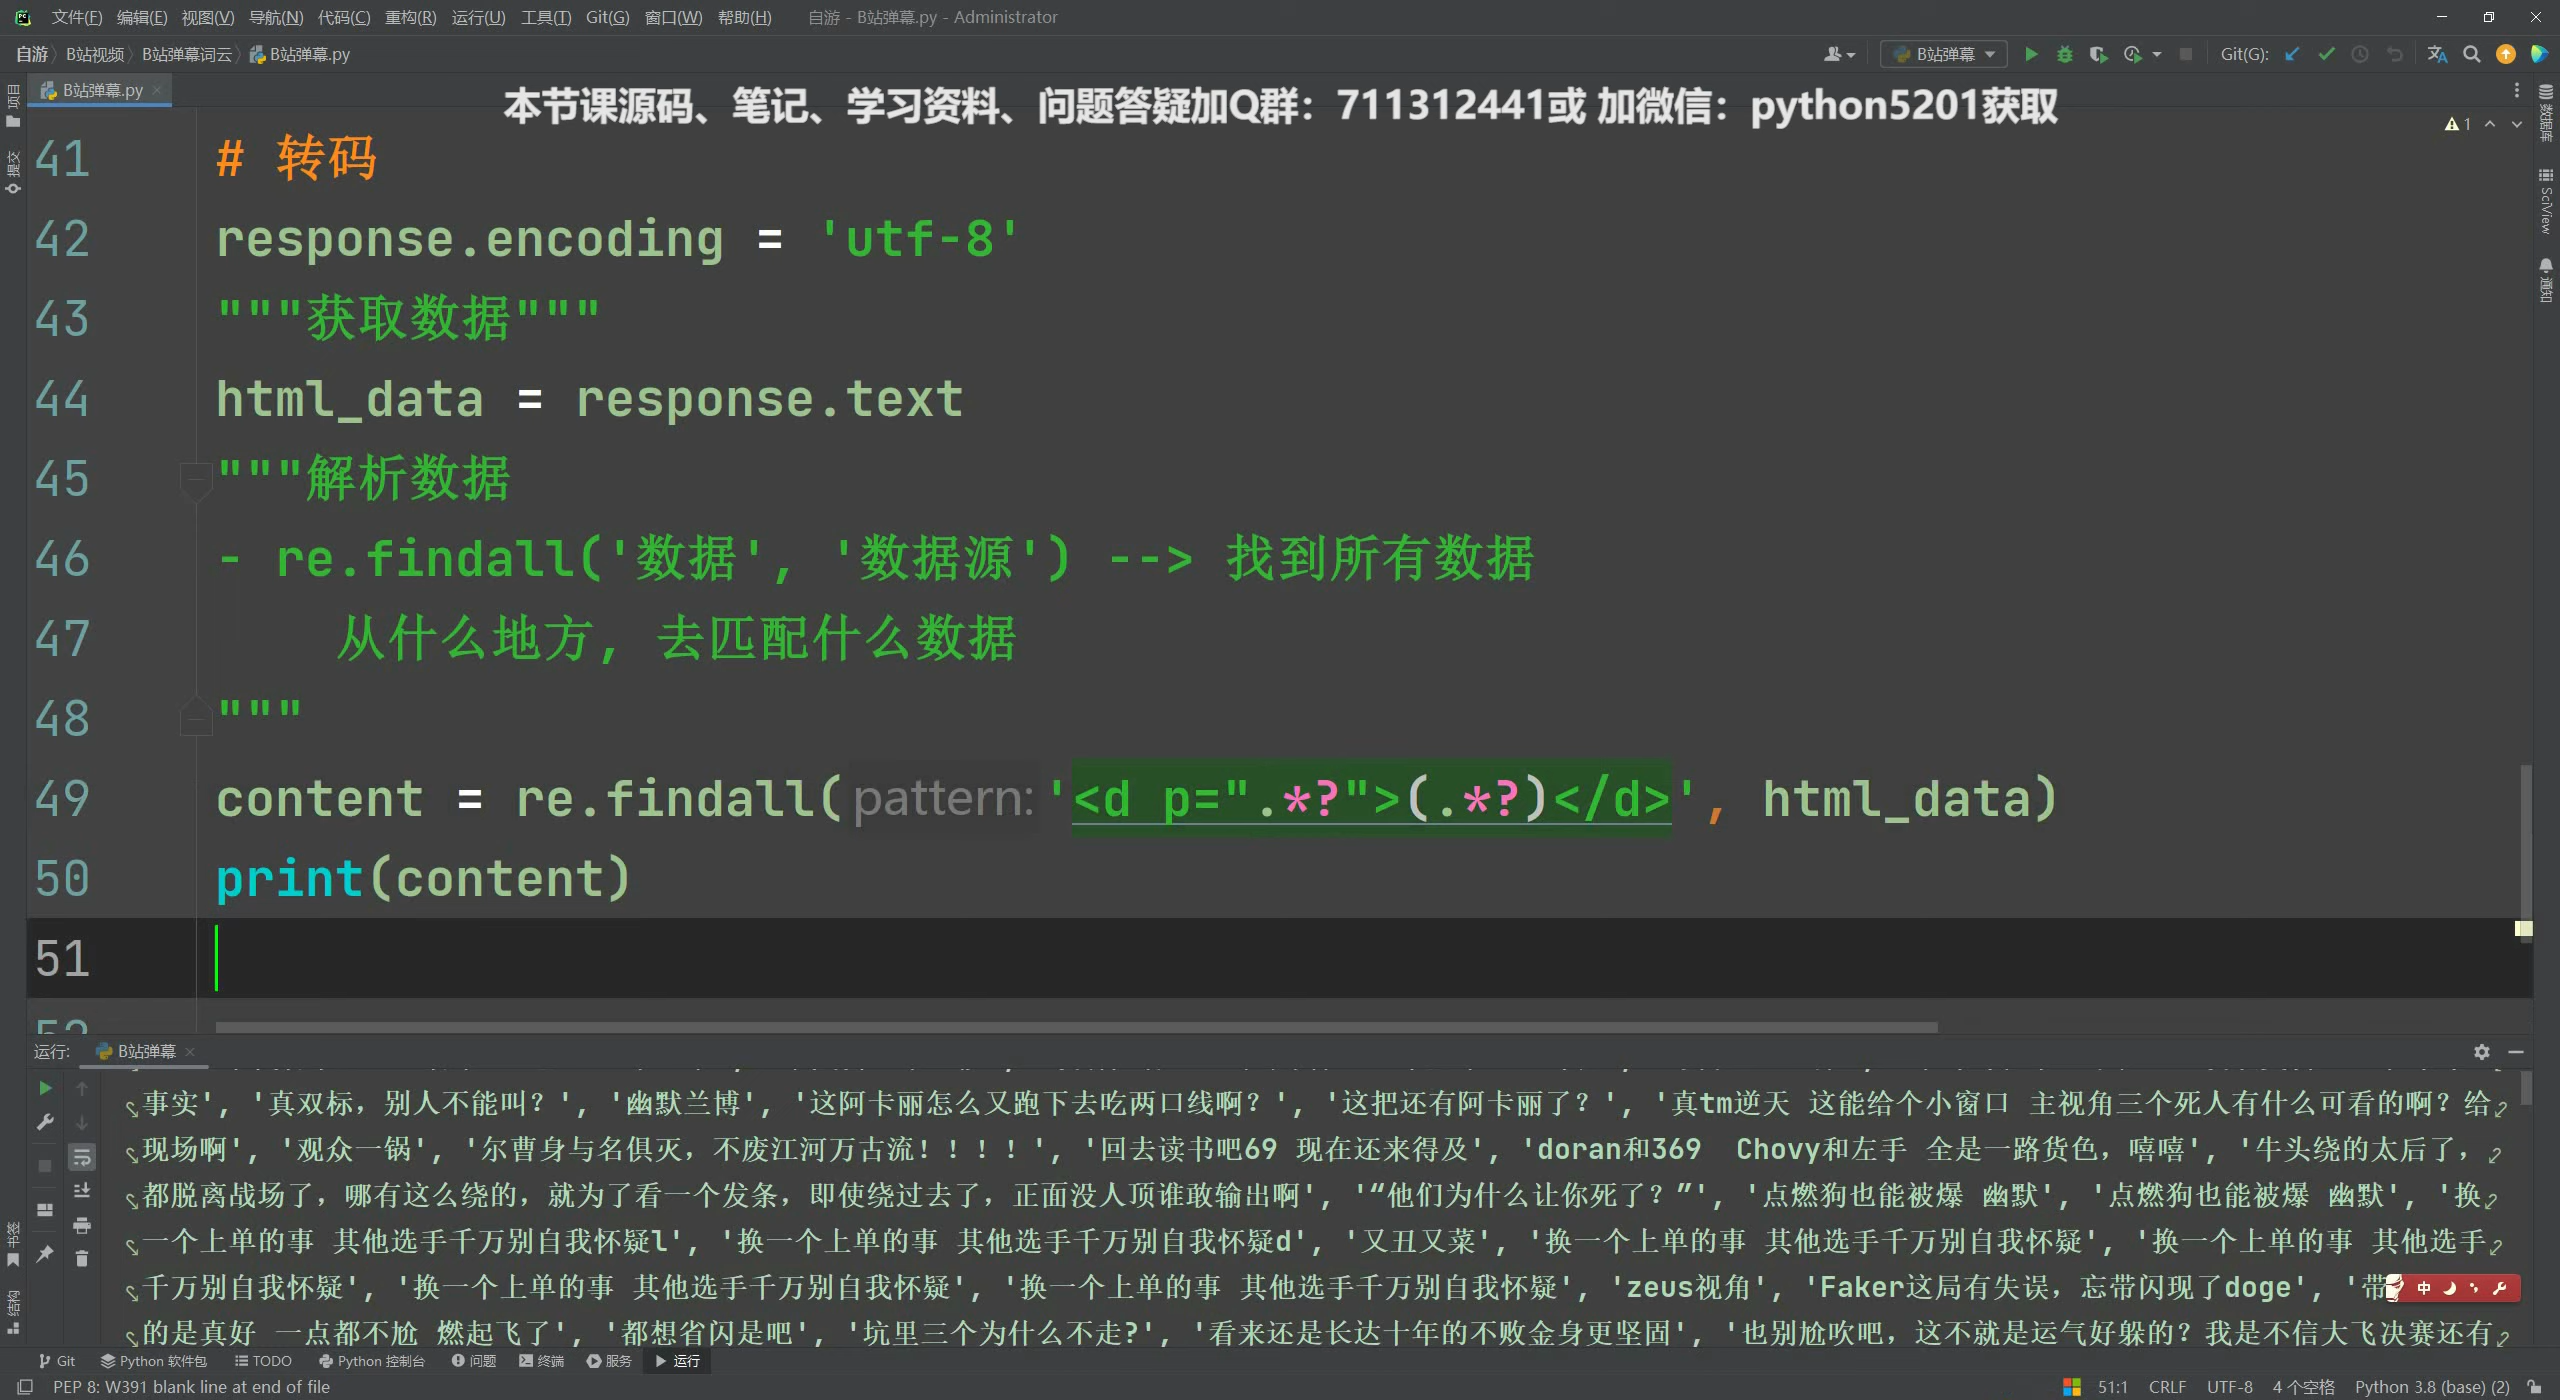 文件(F) 编辑(E) 视图(V) 导航(N) 代码(C) 重构(R) 运行(U) 工具(T) Git(G) 窗口(W) 帮助(H) 自游 - B站弹幕.py - Administrator
自游 B站视频 B站弹幕词云 B站弹幕.py
B站弹幕
Git(G):
B站弹幕.py
本节课源码、笔记、学习资料、问题答疑加Q群：711312441或 加微信：python5201获取
1
项目
提交
数据库
SciView
通知
41 # 转码
42 response.encoding = 'utf-8'
43 """获取数据"""
44 html_data = response.text
45 """解析数据
46 - re.findall('数据', '数据源') --> 找到所有数据
47 从什么地方, 去匹配什么数据
48 """
49 content = re.findall( pattern: '<d p=".*?">(.*?)</d>', html_data)
50 print(content)
51
52
运行: B站弹幕
事实', '真双标，别人不能叫？', '幽默兰博', '这阿卡丽怎么又跑下去吃两口线啊？', '这把还有阿卡丽了？', '真tm逆天 这能给个小窗口 主视角三个死人有什么可看的啊？给
现场啊', '观众一锅', '尔曹身与名俱灭，不废江河万古流！！！！', '回去读书吧69 现在还来得及', 'doran和369  Chovy和左手 全是一路货色，嘻嘻', '牛头绕的太后了，
都脱离战场了，哪有这么绕的，就为了看一个发条，即使绕过去了，正面没人顶谁敢输出啊', '“他们为什么让你死了？”', '点燃狗也能被爆 幽默', '点燃狗也能被爆 幽默', '换
一个上单的事 其他选手千万别自我怀疑l', '换一个上单的事 其他选手千万别自我怀疑d', '又丑又菜', '换一个上单的事 其他选手千万别自我怀疑', '换一个上单的事 其他选手
千万别自我怀疑', '换一个上单的事 其他选手千万别自我怀疑', '换一个上单的事 其他选手千万别自我怀疑', 'zeus视角', 'Faker这局有失误，忘带闪现了doge', '带
中
的是真好 一点都不尬 燃起飞了', '都想省闪是吧', '坑里三个为什么不走?', '看来还是长达十年的不败金身更坚固', '也别尬吹吧，这不就是运气好躲的？我是不信大飞决赛还有
书签
结构
Git Python 软件包 TODO Python 控制台 问题 终端 服务 运行
PEP 8: W391 blank line at end of file
51:1 CRLF UTF-8 4 个空格 Python 3.8 (base) (2)